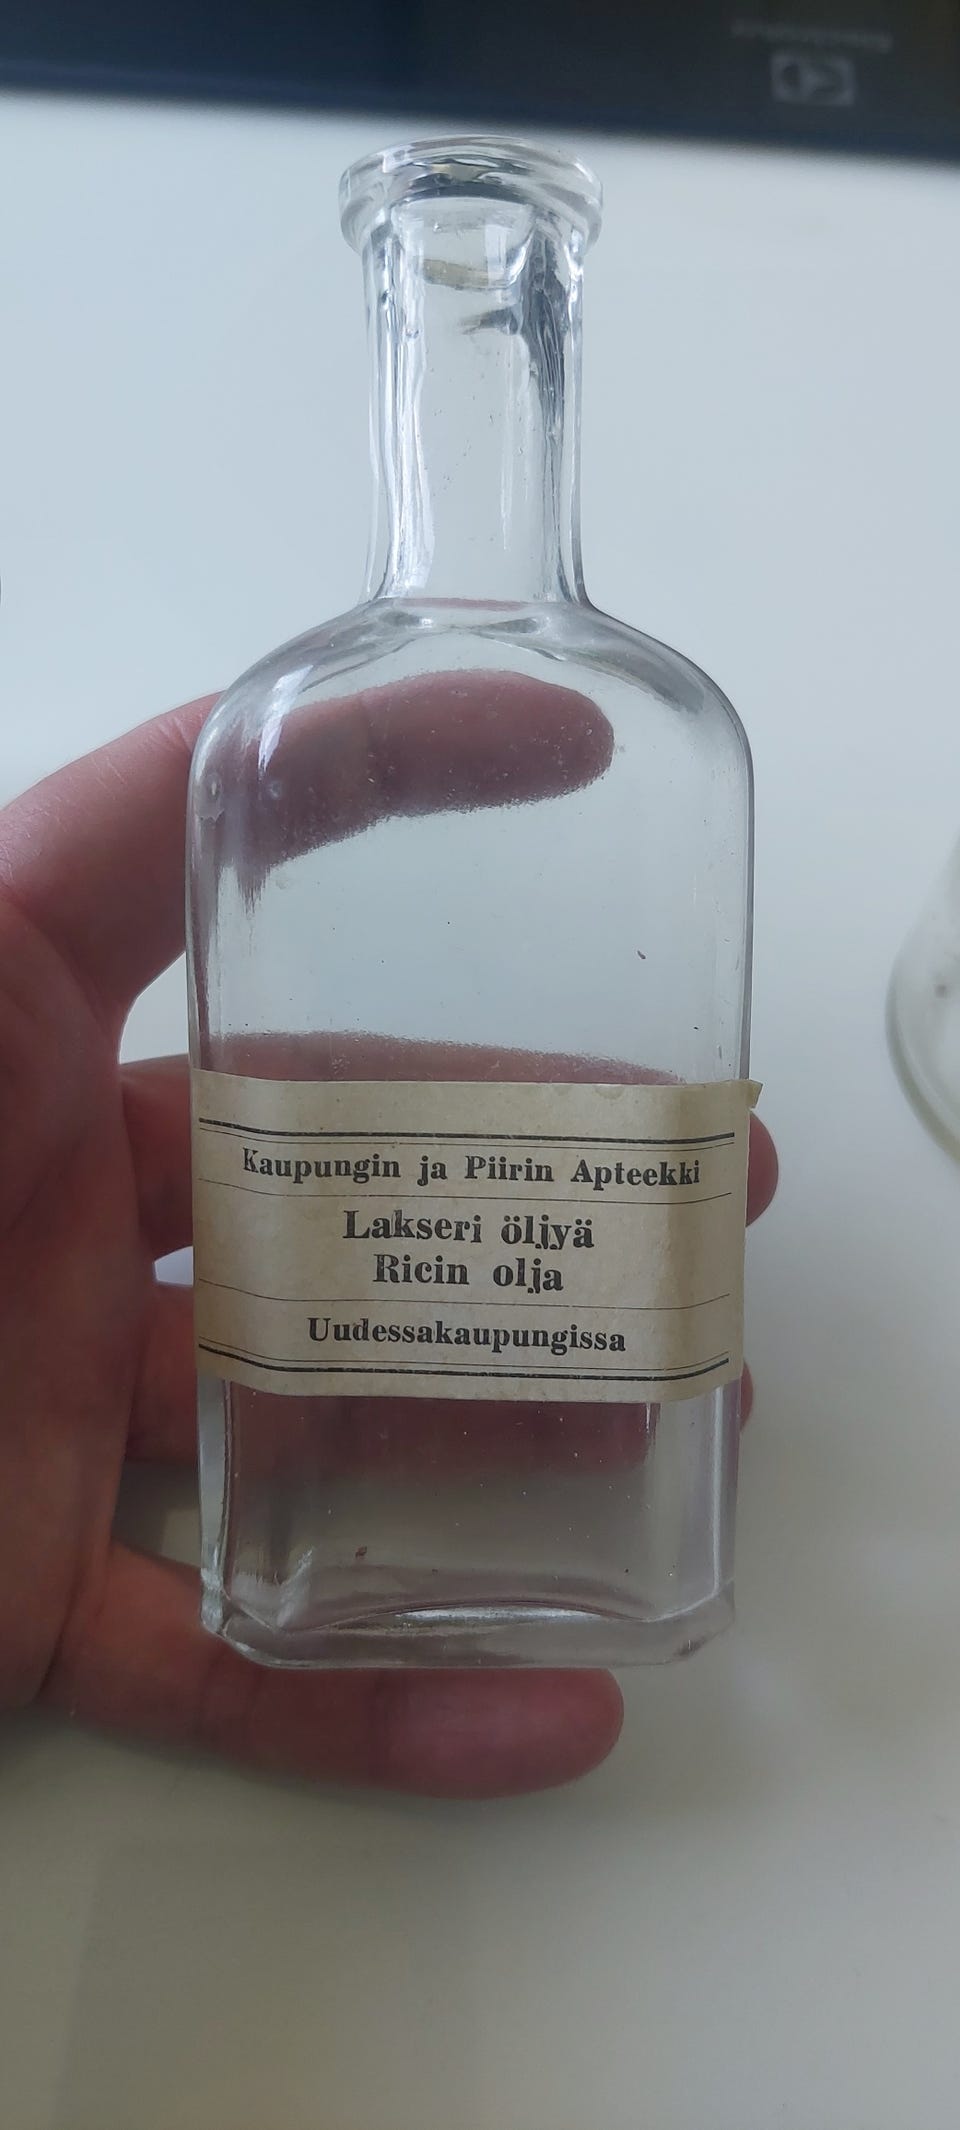 Kaupungin ja Piirin Apteekki
Lakseri öljyä
Ricin olja
Uudessakaupungissa